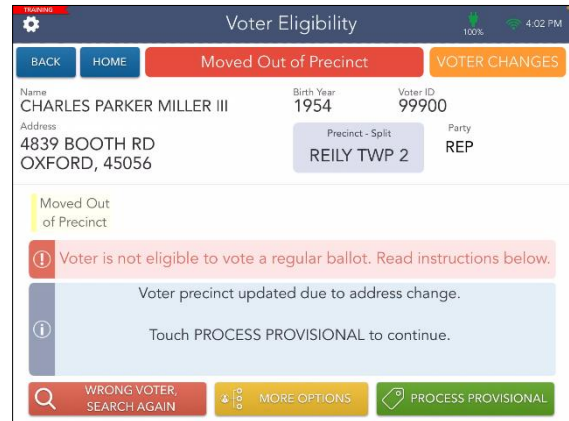 TRAINING
Voter Eligibility
100%
4:02 PM
BACK
HOME
Moved Out of Precinct
VOTER CHANGES
Name
CHARLES PARKER MILLER III
Birth Year
1954
Voter ID
99900
Address
4839 BOOTH RD
OXFORD, 45056
Precinct - Split
REILY TWP 2
Party
REP
Moved Out
of Precinct
Voter is not eligible to vote a regular ballot. Read instructions below.
Voter precinct updated due to address change.
Touch PROCESS PROVISIONAL to continue.
WRONG VOTER,
SEARCH AGAIN
MORE OPTIONS
PROCESS PROVISIONAL